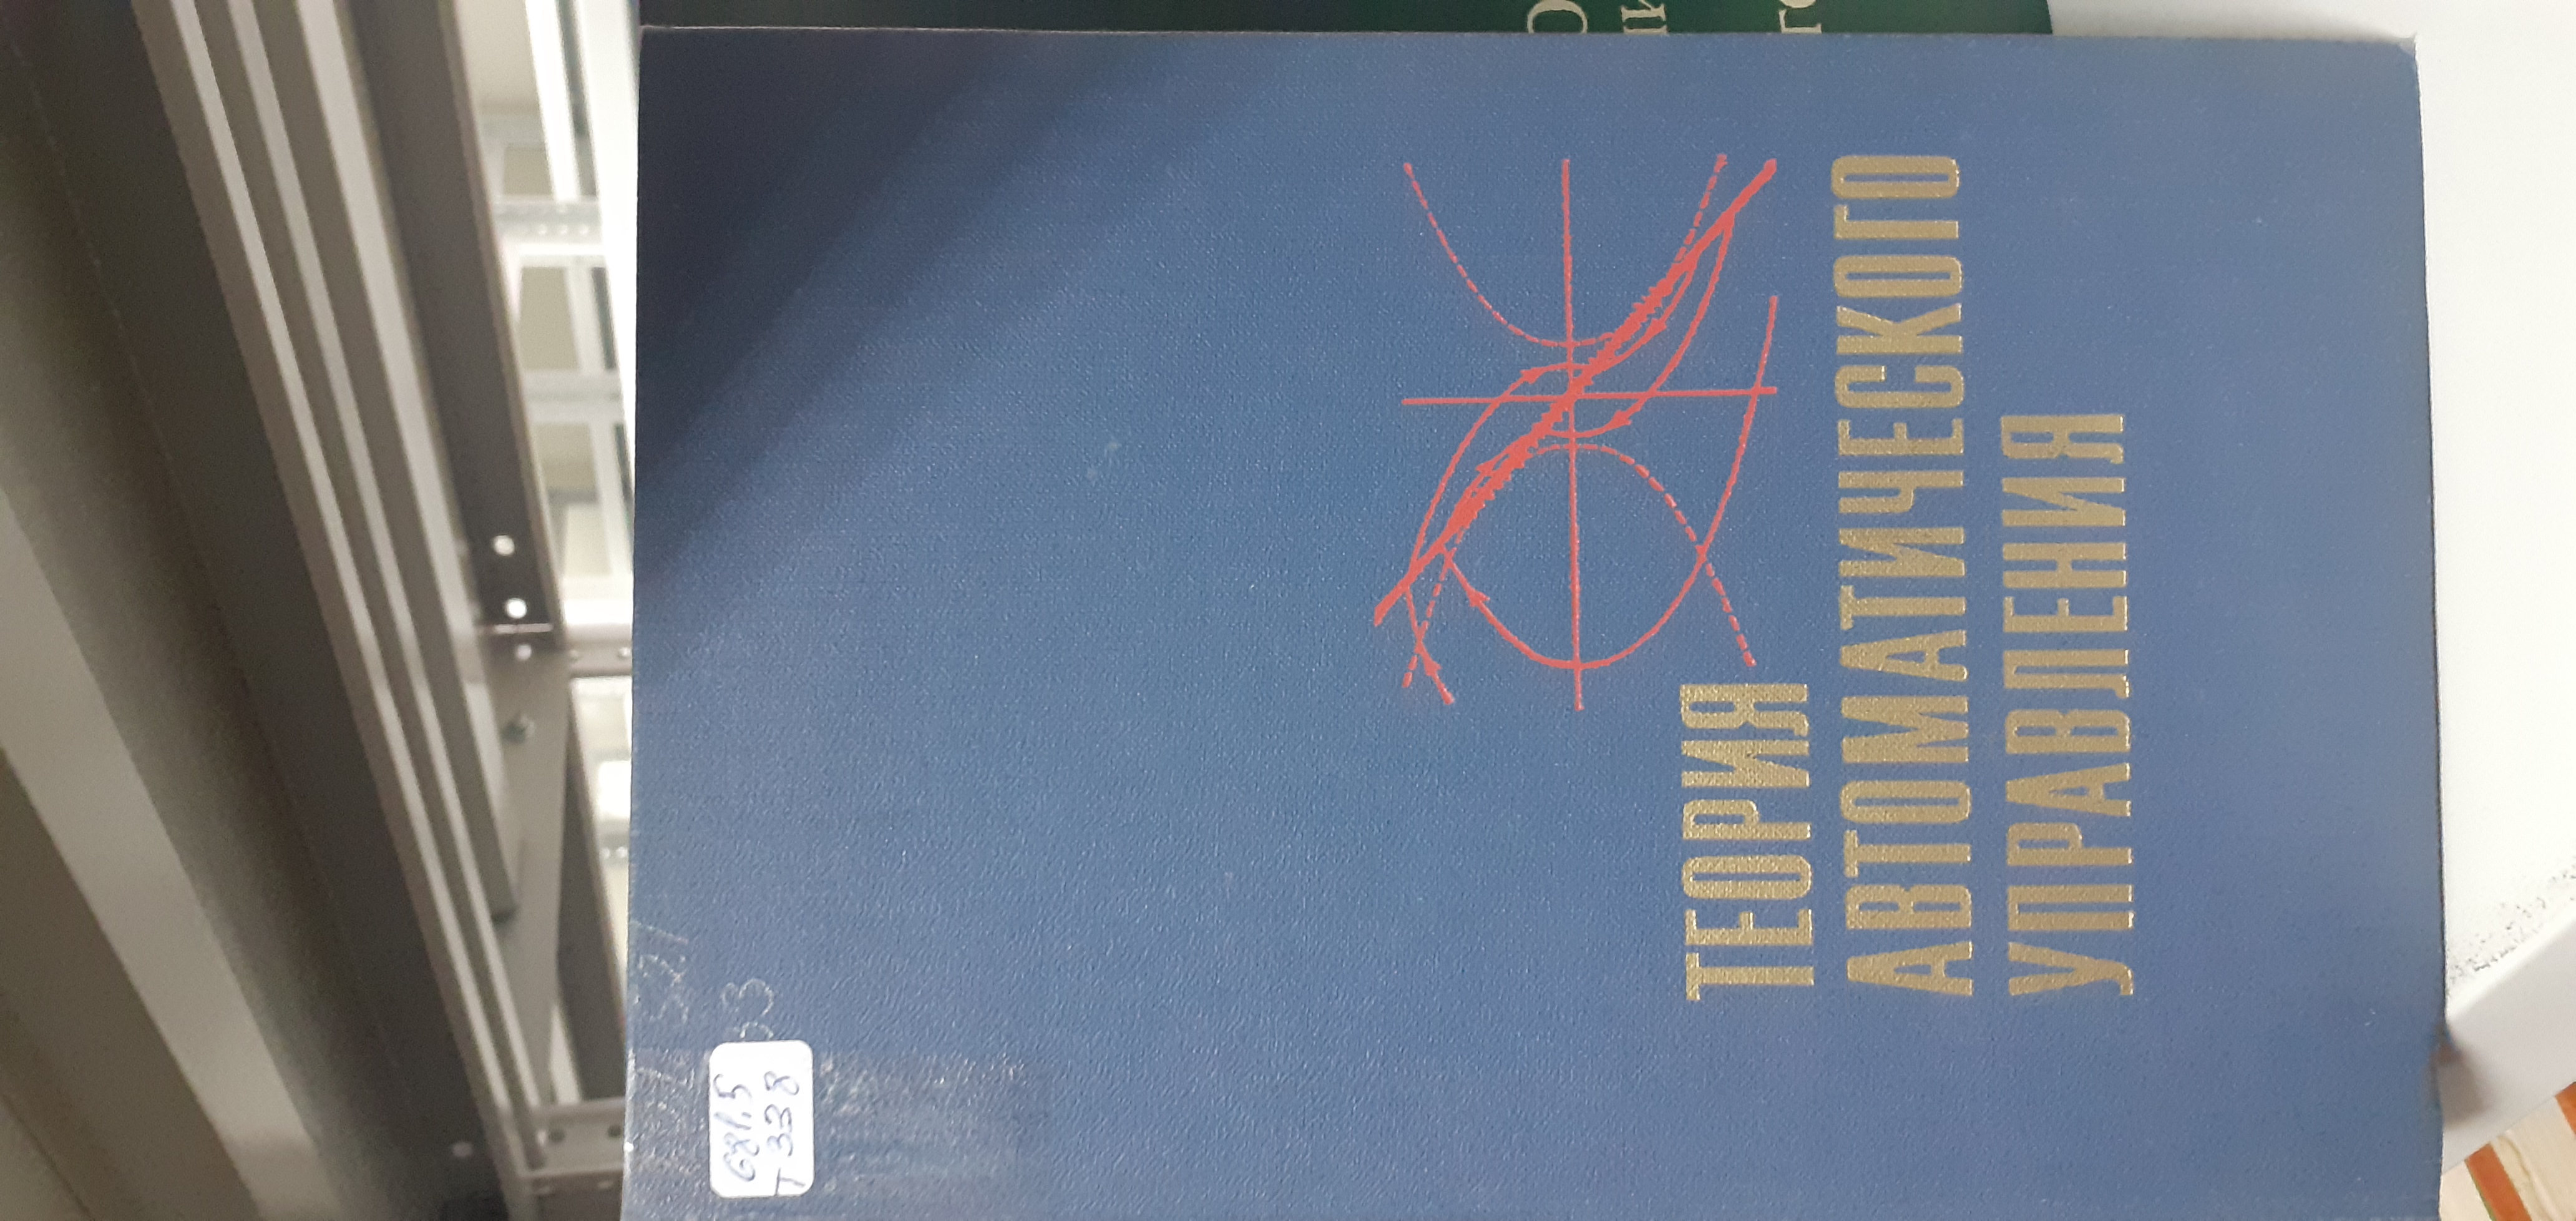 681.5
Т 338
ТЕОРИЯ
АВТОМАТИЧЕСКОГО
УПРАВЛЕНИЯ